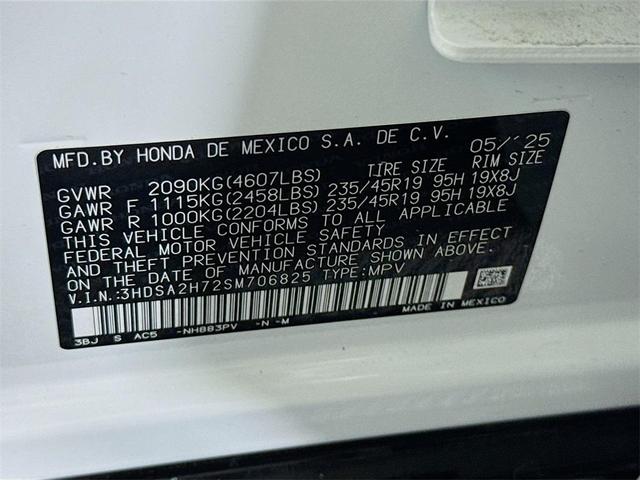 MFD.BY HONDA DE MEXICO S.A. DE C.V. 05/'25
GVWR 2090KG(4607LBS) TIRE SIZE RIM SIZE
GAWR F 1115KG(2458LBS) 235/45R19 95H 19X8J
GAWR R 1000KG(2204LBS) 235/45R19 95H 19X8J
THIS VEHICLE CONFORMS TO ALL APPLICABLE
FEDERAL MOTOR VEHICLE SAFETY
AND THEFT PREVENTION STANDARDS IN EFFECT
ON THE DATE OF MANUFACTURE SHOWN ABOVE.
V.I.N.:3HDSA2H72SM706825 TYPE:MPV
3BJ S AC5 -NH883PV -N -M MADE IN MEXICO